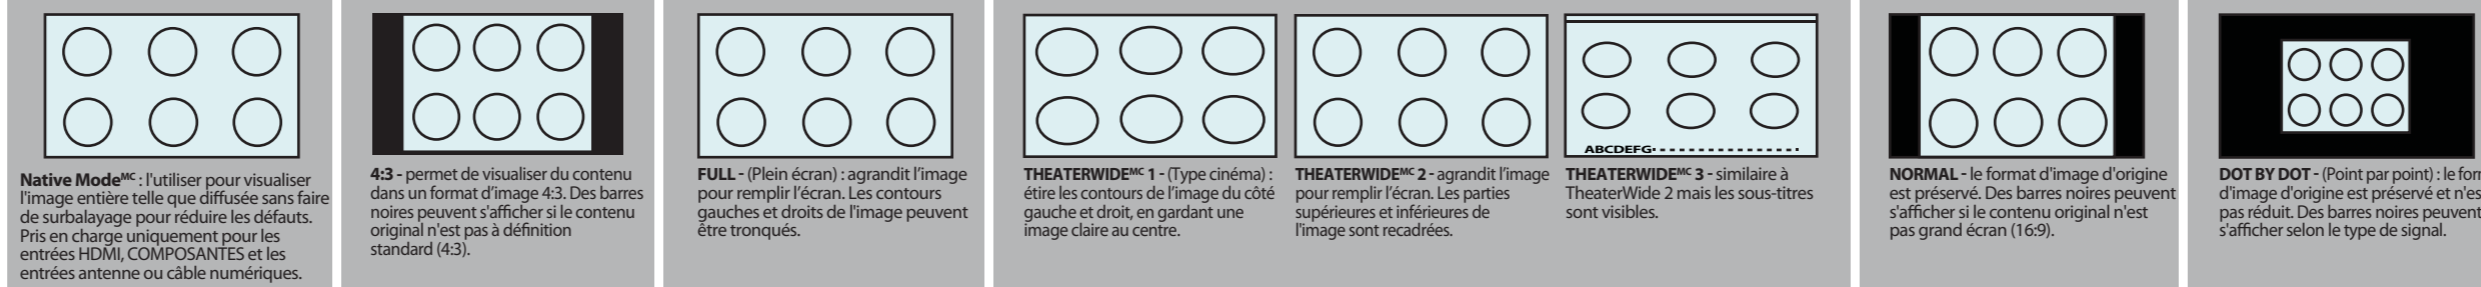 Native Mode^MC : l'utiliser pour visualiser
l'image entière telle que diffusée sans faire
de surbalayage pour réduire les défauts.
Pris en charge uniquement pour les
entrées HDMI, COMPOSANTES et les
entrées antenne ou câble numériques.
4:3 - permet de visualiser du contenu
dans un format d'image 4:3. Des barres
noires peuvent s'afficher si le contenu
original n'est pas à définition
standard (4:3).
FULL - (Plein écran) : agrandit l'image
pour remplir l'écran. Les contours
gauches et droits de l'image peuvent
être tronqués.
THEATERWIDE^MC 1 - (Type cinéma) :
étire les contours de l'image du côté
gauche et droit, en gardant une
image claire au centre.
THEATERWIDE^MC 2 - agrandit l'image
pour remplir l'écran. Les parties
supérieures et inférieures de
l'image sont recadrées.
ABCDEFG
THEATERWIDE^MC 3 - similaire à
TheaterWide 2 mais les sous-titres
sont visibles.
NORMAL - le format d'image d'origine
est préservé. Des barres noires peuvent
s'afficher si le contenu original n'est
pas grand écran (16:9).
DOT BY DOT - (Point par point) : le
d'image d'origine est préservé et
pas réduit. Des barres noires peuvent
s'afficher selon le type de signal.